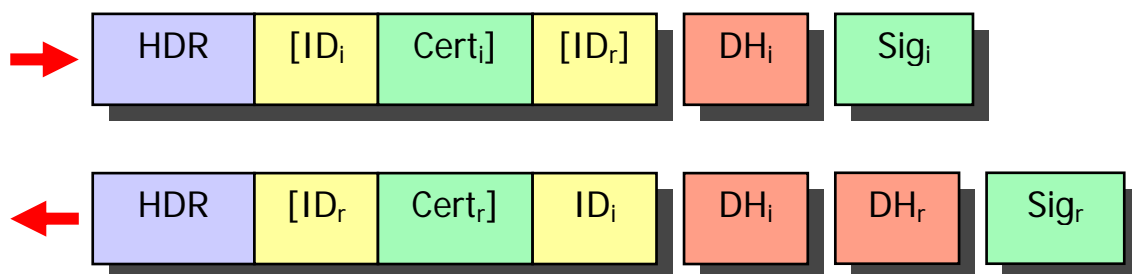 HDR [IDᵢ Certᵢ] [IDᵣ] DHᵢ Sigᵢ
HDR [IDᵣ Certᵣ] IDᵢ DHᵢ DHᵣ Sigᵣ